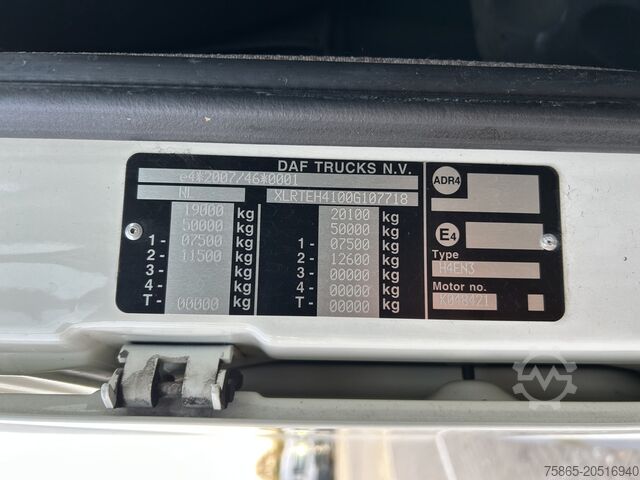 DAF TRUCKS N.V.
e4*2007/46*0001
NL XLRTEH4100G107718
19000 kg 20100 kg
50000 kg 50000 kg
1- 07500 kg 1- 07500 kg
2- 11500 kg 2- 12600 kg
3- kg 3- 00000 kg
4- kg 4- 00000 kg
T- 00000 kg T- 00000 kg
ADR4
E4
Type
H4EN3
Motor no.
K048421
75865-20516940